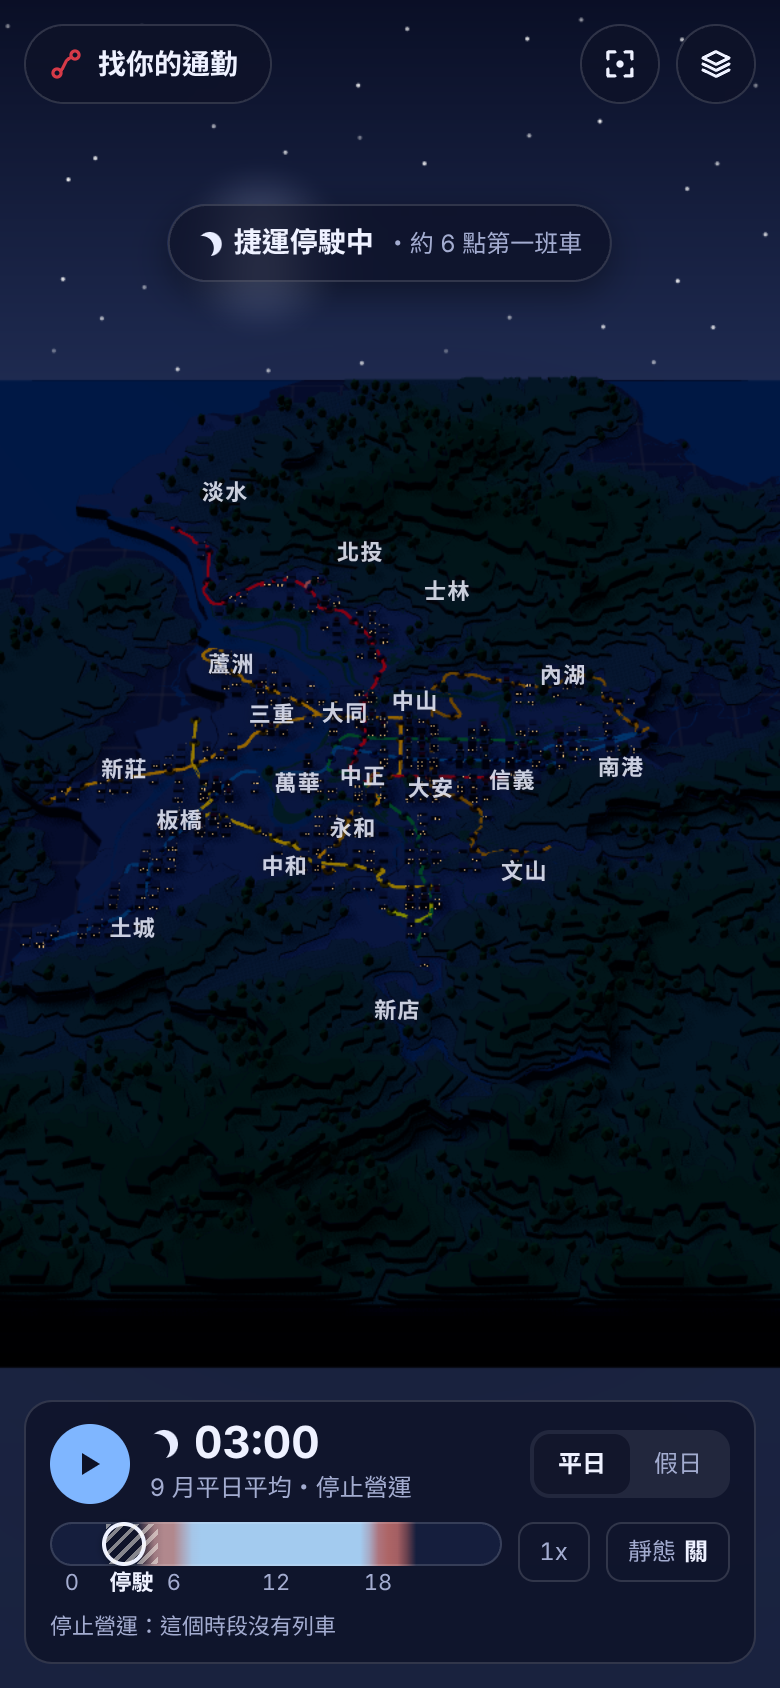 找你的通勤
捷運停駛中 ・約 6 點第一班車
淡水
北投
士林
蘆洲
內湖
三重 大同 中山
新莊 萬華 中正 大安 信義 南港
板橋 永和
中和 文山
土城
新店
03:00
9 月平日平均・停止營運
平日 假日
1x 靜態 關
0 停駛 6 12 18
停止營運：這個時段沒有列車